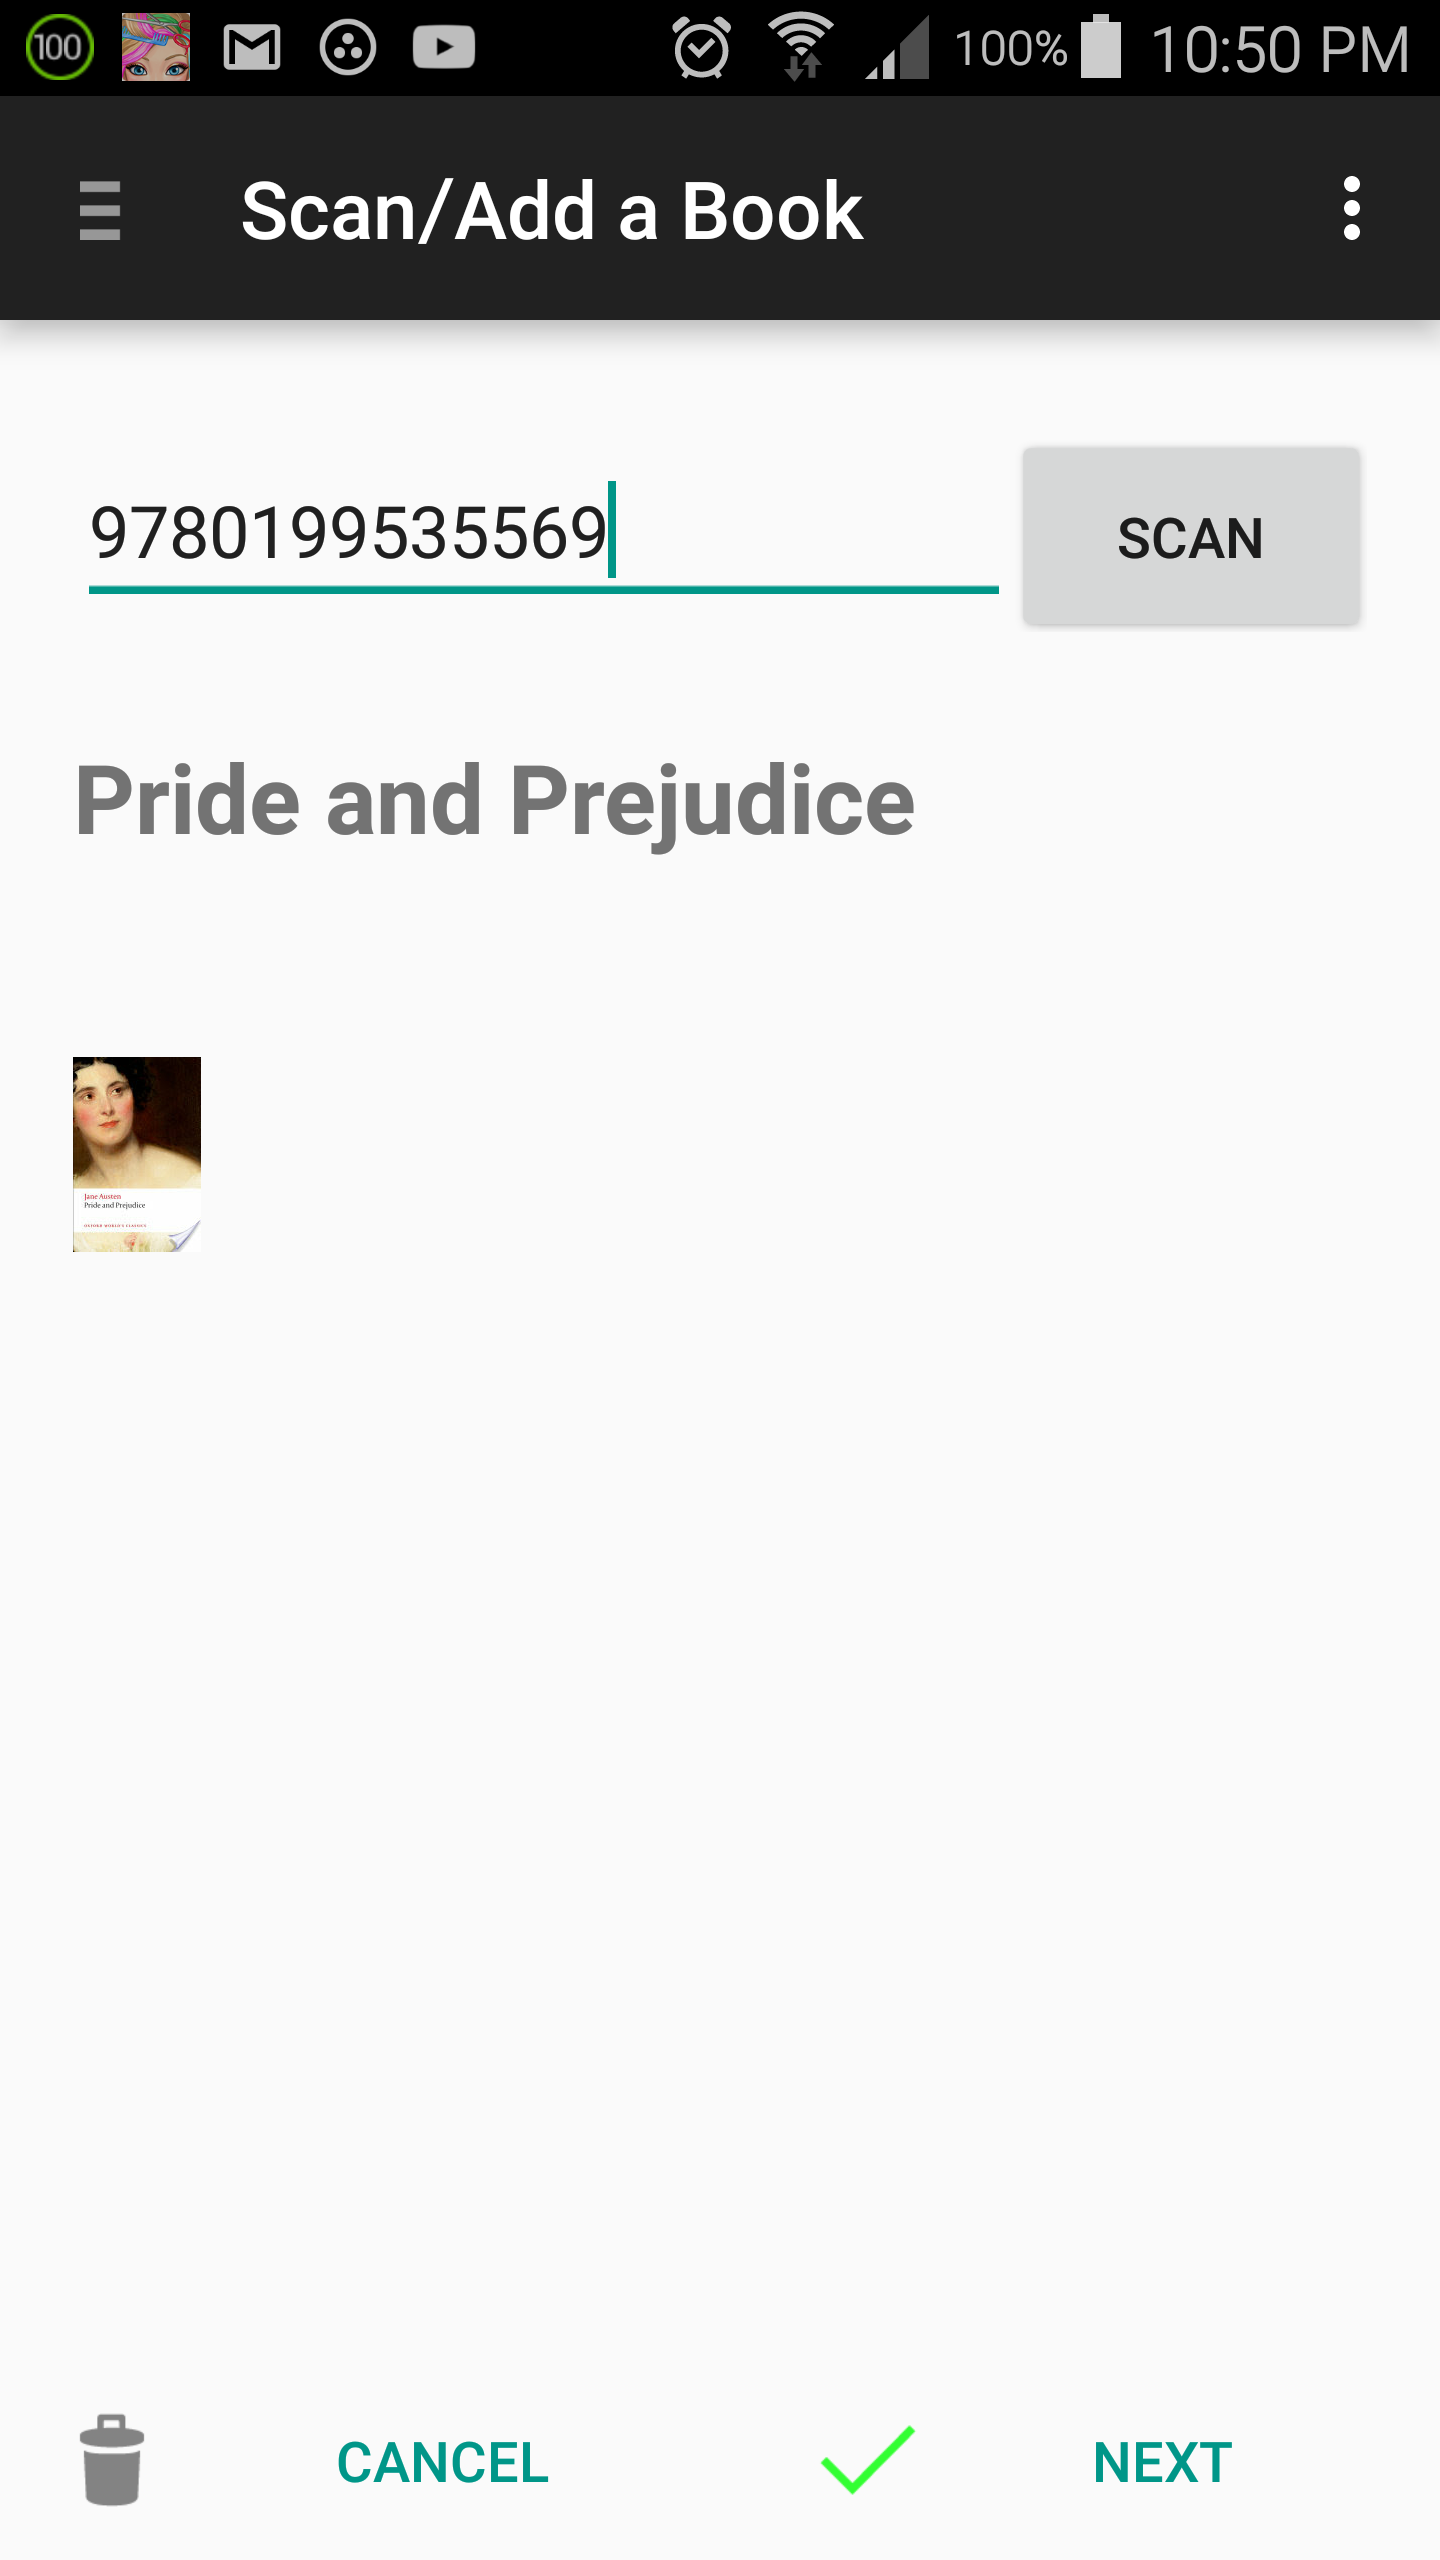 100 100% 10:50 PM
Scan/Add a Book
9780199535569 SCAN
Pride and Prejudice
Jane Austen
Pride and Prejudice
OXFORD WORLD'S CLASSICS
CANCEL NEXT